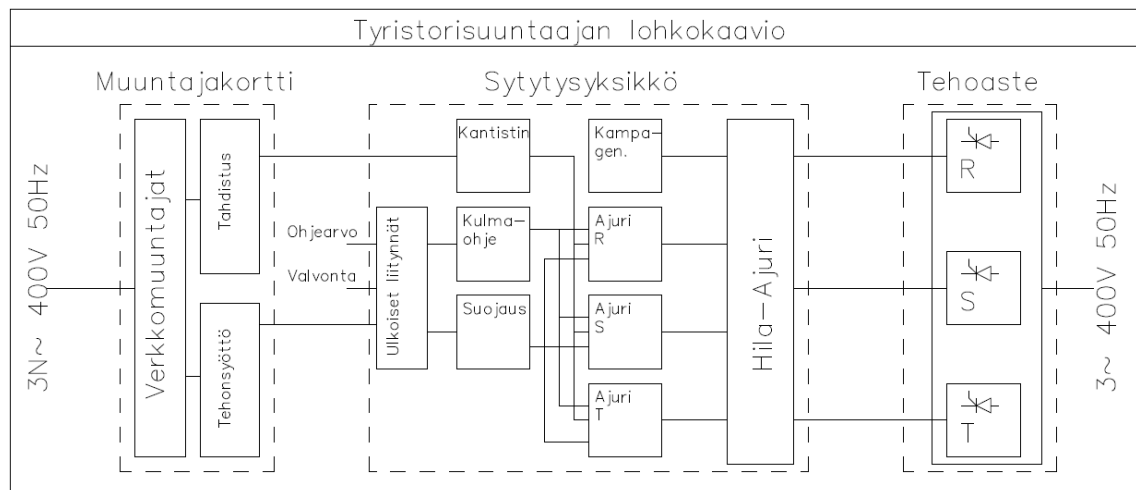 Tyristorisuuntaajan lohkokaavio
Muuntajakortti
Sytytysyksikkö
Tehoaste
3N~ 400V 50Hz
Verkkomuuntajat
Tahdistus
Tehonsyöttö
Ohjearvo
Valvonta
Ulkoiset liitynnät
Kantistin
Kulma–
ohje
Suojaus
Kampa–
gen.
Ajuri
R
Ajuri
S
Ajuri
T
Hila–Ajuri
R
S
T
3~ 400V 50Hz